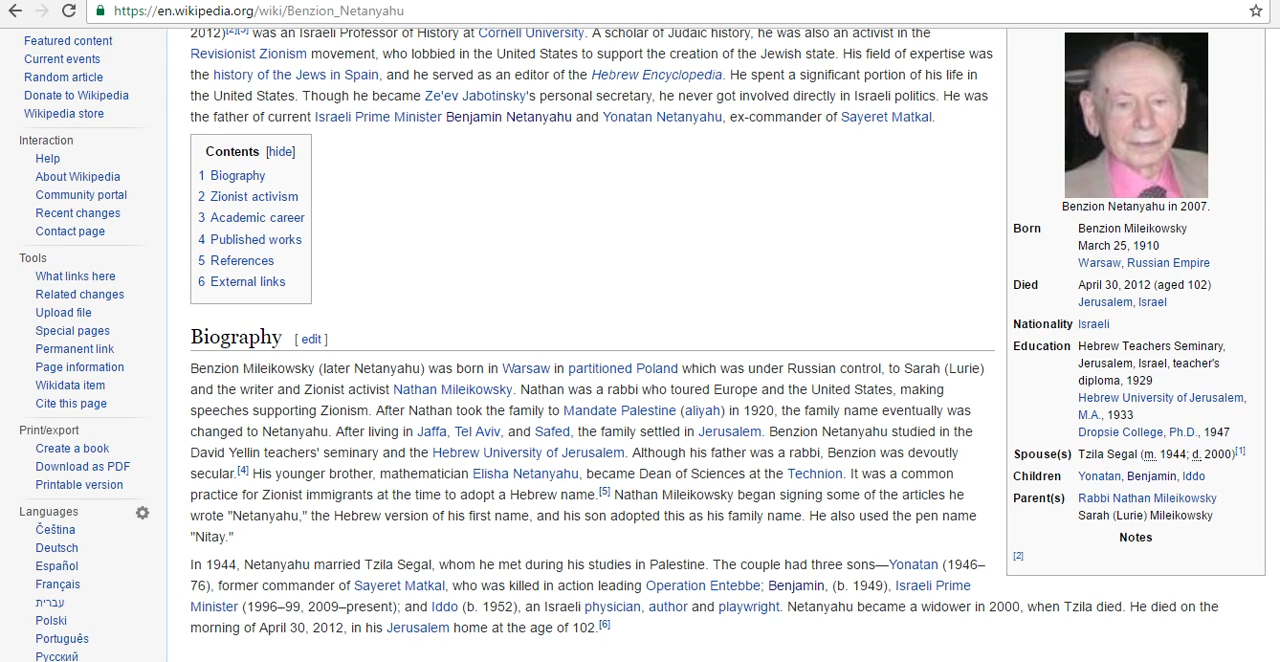 https://en.wikipedia.org/wiki/Benzion_Netanyahu
Featured content
Current events
Random article
Donate to Wikipedia
Wikipedia store
Interaction
Help
About Wikipedia
Community portal
Recent changes
Contact page
Tools
What links here
Related changes
Upload file
Special pages
Permanent link
Page information
Wikidata item
Cite this page
Print/export
Create a book
Download as PDF
Printable version
Languages
Čeština
Deutsch
Español
Français
עברית
Polski
Português
Русский
2012)[2][3] was an Israeli Professor of History at Cornell University. A scholar of Judaic history, he was also an activist in the
Revisionist Zionism movement, who lobbied in the United States to support the creation of the Jewish state. His field of expertise was
the history of the Jews in Spain, and he served as an editor of the Hebrew Encyclopedia. He spent a significant portion of his life in
the United States. Though he became Ze'ev Jabotinsky's personal secretary, he never got involved directly in Israeli politics. He was
the father of current Israeli Prime Minister Benjamin Netanyahu and Yonatan Netanyahu, ex-commander of Sayeret Matkal.
Contents [hide]
1 Biography
2 Zionist activism
3 Academic career
4 Published works
5 References
6 External links
Biography [ edit ]
Benzion Mileikowsky (later Netanyahu) was born in Warsaw in partitioned Poland which was under Russian control, to Sarah (Lurie)
and the writer and Zionist activist Nathan Mileikowsky. Nathan was a rabbi who toured Europe and the United States, making
speeches supporting Zionism. After Nathan took the family to Mandate Palestine (aliyah) in 1920, the family name eventually was
changed to Netanyahu. After living in Jaffa, Tel Aviv, and Safed, the family settled in Jerusalem. Benzion Netanyahu studied in the
David Yellin teachers' seminary and the Hebrew University of Jerusalem. Although his father was a rabbi, Benzion was devoutly
secular.[4] His younger brother, mathematician Elisha Netanyahu, became Dean of Sciences at the Technion. It was a common
practice for Zionist immigrants at the time to adopt a Hebrew name.[5] Nathan Mileikowsky began signing some of the articles he
wrote "Netanyahu," the Hebrew version of his first name, and his son adopted this as his family name. He also used the pen name
"Nitay."
In 1944, Netanyahu married Tzila Segal, whom he met during his studies in Palestine. The couple had three sons—Yonatan (1946–
76), former commander of Sayeret Matkal, who was killed in action leading Operation Entebbe; Benjamin, (b. 1949), Israeli Prime
Minister (1996–99, 2009–present); and Iddo (b. 1952), an Israeli physician, author and playwright. Netanyahu became a widower in 2000, when Tzila died. He died on the
morning of April 30, 2012, in his Jerusalem home at the age of 102.[6]
Benzion Netanyahu in 2007.
Born Benzion Mileikowsky
March 25, 1910
Warsaw, Russian Empire
Died April 30, 2012 (aged 102)
Jerusalem, Israel
Nationality Israeli
Education Hebrew Teachers Seminary,
Jerusalem, Israel, teacher's
diploma, 1929
Hebrew University of Jerusalem,
M.A., 1933
Dropsie College, Ph.D., 1947
Spouse(s) Tzila Segal (m. 1944; d. 2000)[1]
Children Yonatan, Benjamin, Iddo
Parent(s) Rabbi Nathan Mileikowsky
Sarah (Lurie) Mileikowsky
Notes
[2]